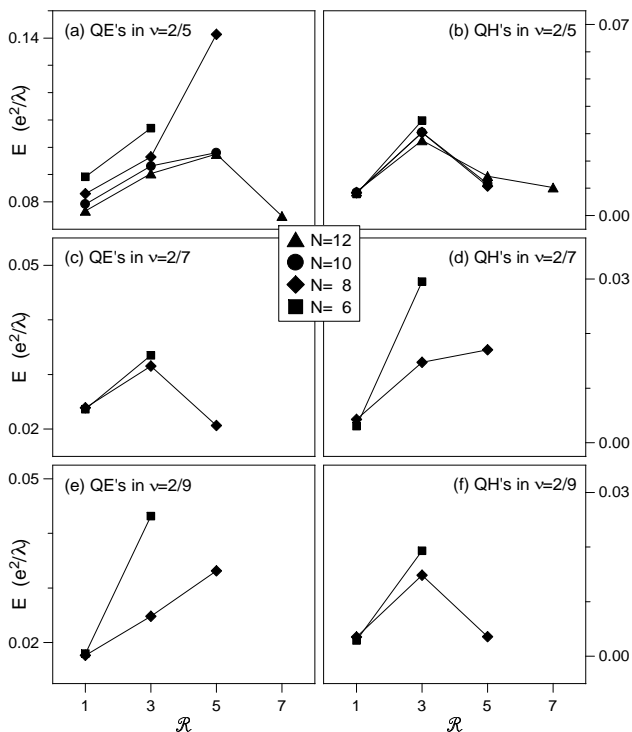 (a) QE's in ν=2/5
(b) QH's in ν=2/5
0.14
0.08
E (e²/λ)
0.07
0.00
N=12
N=10
N= 8
N= 6
(c) QE's in ν=2/7
(d) QH's in ν=2/7
0.05
0.02
E (e²/λ)
0.03
0.00
(e) QE's in ν=2/9
(f) QH's in ν=2/9
0.05
0.02
E (e²/λ)
0.03
0.00
1 3 5 7
1 3 5 7
ℛ
ℛ